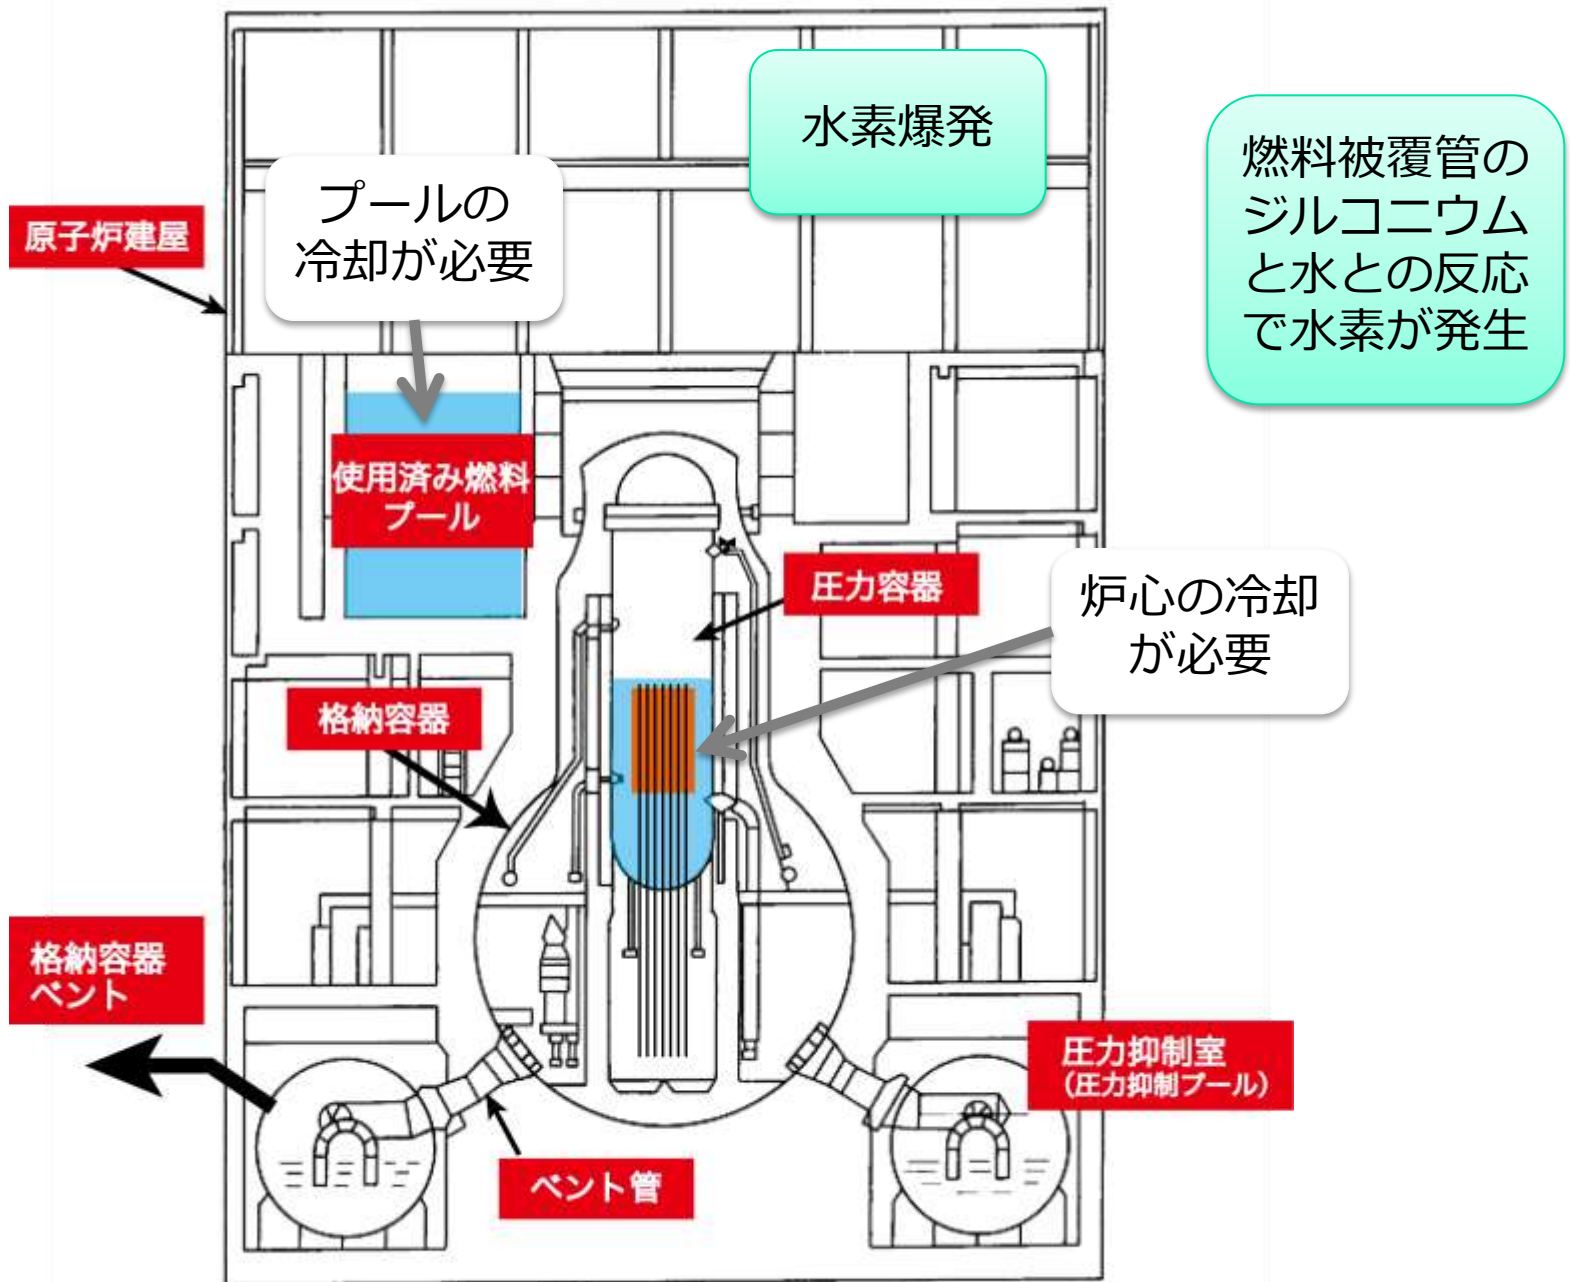 水素爆発
燃料被覆管の
ジルコニウム
と水との反応
で水素が発生
プールの
冷却が必要
原子炉建屋
使用済み燃料
プール
圧力容器
炉心の冷却
が必要
格納容器
格納容器
ベント
圧力抑制室
（圧力抑制プール）
ベント管